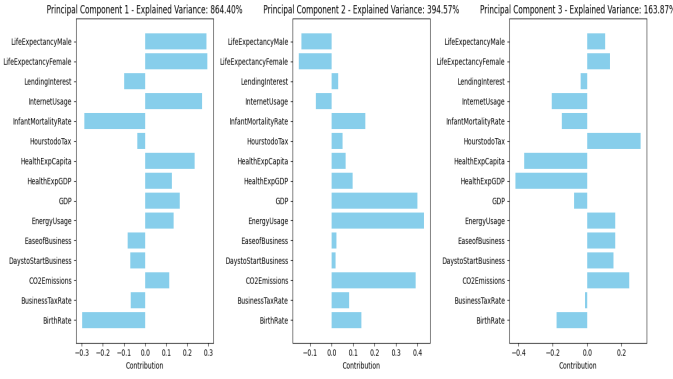 Principal Component 1 - Explained Variance: 864.40%
LifeExpectancyMale
LifeExpectancyFemale
LendingInterest
InternetUsage
InfantMortalityRate
HourstodoTax
HealthExpCapita
HealthExpGDP
GDP
EnergyUsage
EaseofBusiness
DaystoStartBusiness
CO2Emissions
BusinessTaxRate
BirthRate
−0.3 −0.2 −0.1 0.0 0.1 0.2 0.3
Contribution
Principal Component 2 - Explained Variance: 394.57%
LifeExpectancyMale
LifeExpectancyFemale
LendingInterest
InternetUsage
InfantMortalityRate
HourstodoTax
HealthExpCapita
HealthExpGDP
GDP
EnergyUsage
EaseofBusiness
DaystoStartBusiness
CO2Emissions
BusinessTaxRate
BirthRate
−0.1 0.0 0.1 0.2 0.3 0.4
Contribution
Principal Component 3 - Explained Variance: 163.87%
LifeExpectancyMale
LifeExpectancyFemale
LendingInterest
InternetUsage
InfantMortalityRate
HourstodoTax
HealthExpCapita
HealthExpGDP
GDP
EnergyUsage
EaseofBusiness
DaystoStartBusiness
CO2Emissions
BusinessTaxRate
BirthRate
−0.4 −0.2 0.0 0.2
Contribution